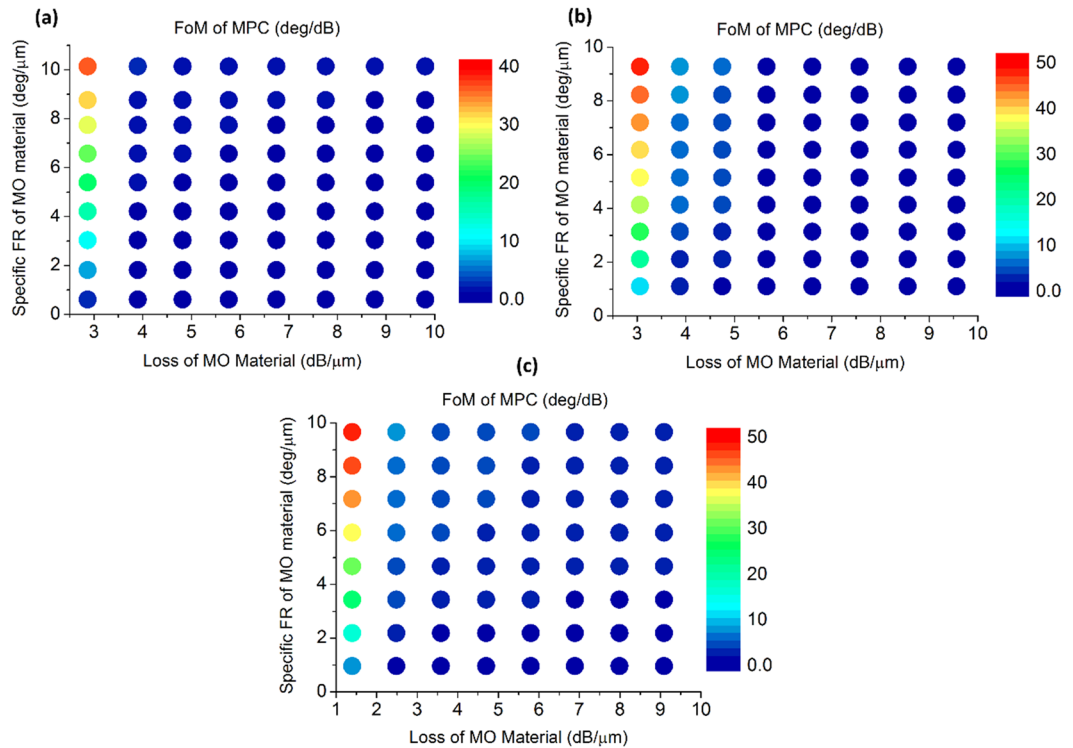 (a)
FoM of MPC (deg/dB)
Specific FR of MO material (deg/μm)
10
8
6
4
2
0
3 4 5 6 7 8 9 10
Loss of MO Material (dB/μm)
40
30
20
10
0.0
(b)
FoM of MPC (deg/dB)
Specific FR of MO material (deg/μm)
10
8
6
4
2
0
3 4 5 6 7 8 9 10
Loss of MO Material (dB/μm)
50
40
30
20
10
0.0
(c)
FoM of MPC (deg/dB)
Specific FR of MO material (deg/μm)
10
8
6
4
2
0
1 2 3 4 5 6 7 8 9 10
Loss of MO Material (dB/μm)
50
40
30
20
10
0.0